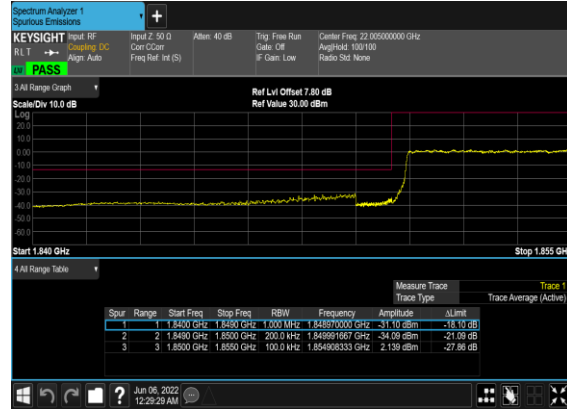 Spectrum Analyzer 1
Spurious Emissions
+
KEYSIGHT Input: RF Input Z: 50 Ω Atten: 40 dB Trig: Free Run Center Freq: 22.005000000 GHz
RLT Coupling: DC Corr CCorr Gate: Off Avg|Hold: 100/100
Align: Auto Freq Ref: Int (S) IF Gain: Low Radio Std: None
PASS
3 All Range Graph
Ref Lvl Offset 7.80 dB
Scale/Div 10.0 dB Ref Value 30.00 dBm
Log
20.0
10.0
0.00
-10.0
-20.0
-30.0
-40.0
-50.0
-60.0
Start 1.840 GHz Stop 1.855 GH
4 All Range Table
Measure Trace Trace 1
Trace Type Trace Average (Active)
Spur Range Start Freq Stop Freq RBW Frequency Amplitude ΔLimit
1 1 1.8400 GHz 1.8490 GHz 1.000 MHz 1.848970000 GHz -31.10 dBm -18.10 dB
2 2 1.8490 GHz 1.8500 GHz 200.0 kHz 1.849991667 GHz -34.09 dBm -21.09 dB
3 3 1.8500 GHz 1.8550 GHz 100.0 kHz 1.854908333 GHz 2.139 dBm -27.86 dB
? Jun 06, 2022
12:29:29 AM